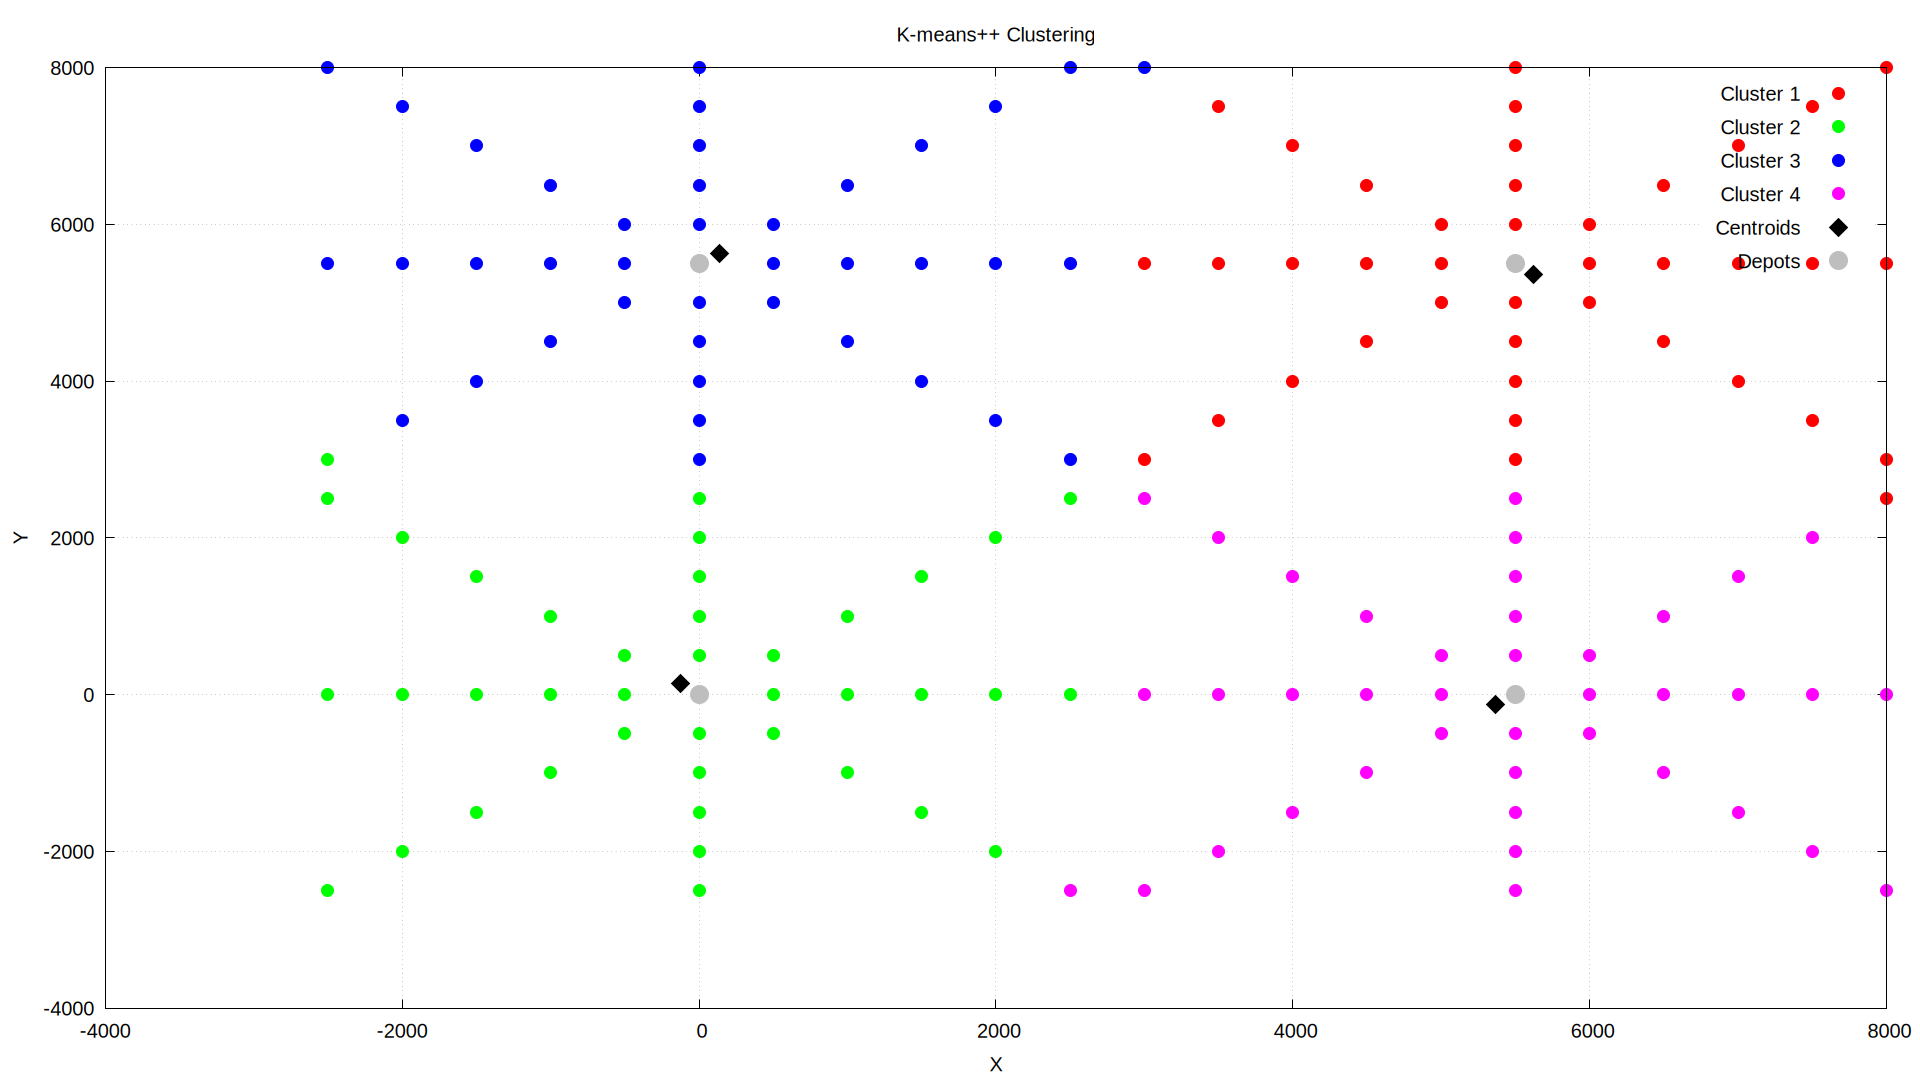 K-means++ Clustering
8000
6000
4000
2000
0
-2000
-4000
Y
Cluster 1
Cluster 2
Cluster 3
Cluster 4
Centroids
Depots
-4000 -2000 0 2000 4000 6000 8000
X